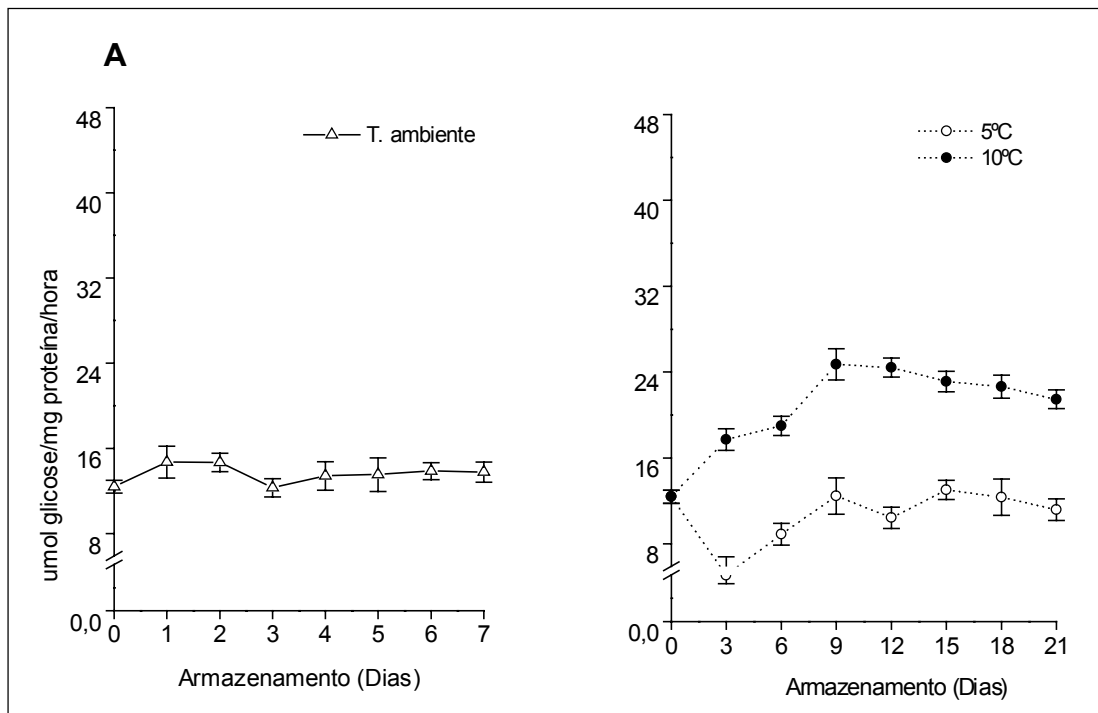 A
umol glicose/mg proteína/hora
48
40
32
24
16
8
0,0
T. ambiente
0 1 2 3 4 5 6 7
Armazenamento (Dias)
48
40
32
24
16
8
0,0
5ºC
10ºC
0 3 6 9 12 15 18 21
Armazenamento (Dias)